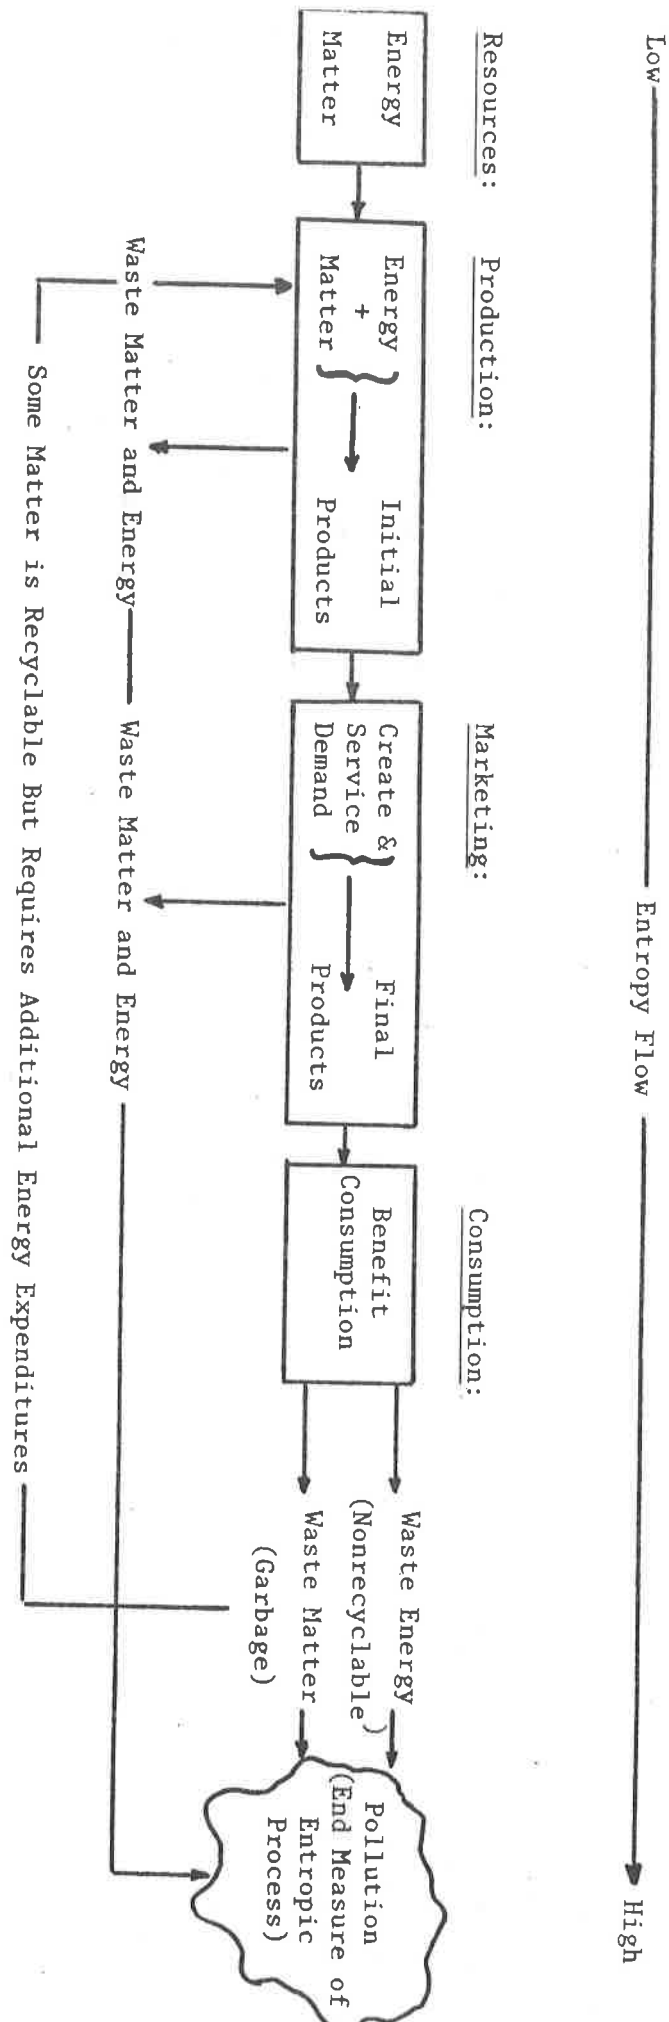 Low Entropy Flow High
Resources: Production: Marketing: Consumption:
Energy
Matter
Energy
+
Matter
Initial
Products
Create &
Service
Demand
Final
Products
Benefit
Consumption
Waste Energy
(Nonrecyclable)
Waste Matter
(Garbage)
Pollution
(End Measure of
Entropic
Process)
Waste Matter and Energy Waste Matter and Energy
Some Matter is Recyclable But Requires Additional Energy Expenditures